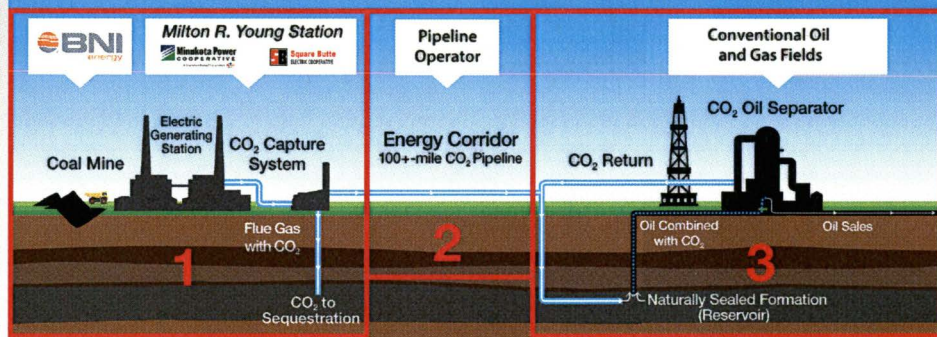 BNI
energy
Milton R. Young Station
Minnkota Power
COOPERATIVE
Square Butte
ELECTRIC COOPERATIVE
Pipeline
Operator
Conventional Oil
and Gas Fields
Coal Mine
Electric
Generating
Station
CO₂ Capture
System
Energy Corridor
100+-mile CO₂ Pipeline
CO₂ Return
CO₂ Oil Separator
Flue Gas
with CO₂
Oil Combined
with CO₂
Oil Sales
1
2
3
CO₂ to
Sequestration
Naturally Sealed Formation
(Reservoir)